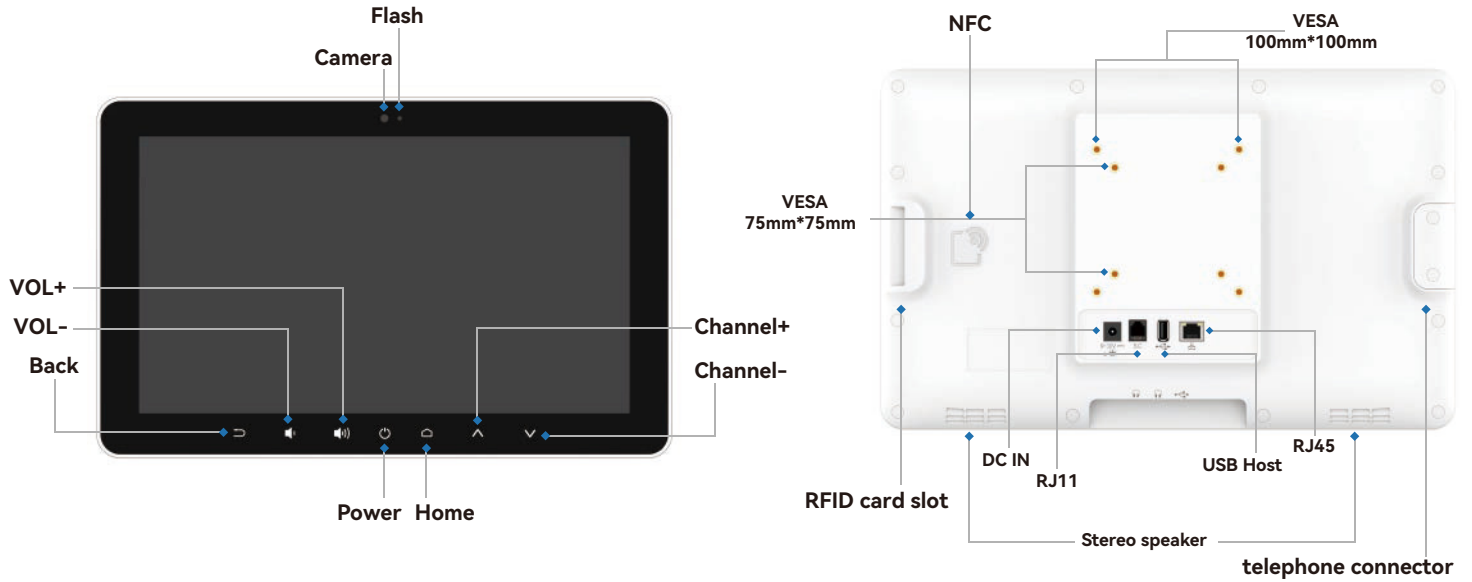 Flash
Camera
VOL+
VOL-
Back
Channel+
Channel-
Power
Home
NFC
VESA
100mm*100mm
VESA
75mm*75mm
DC IN
RJ11
USB Host
RJ45
RFID card slot
Stereo speaker
telephone connector